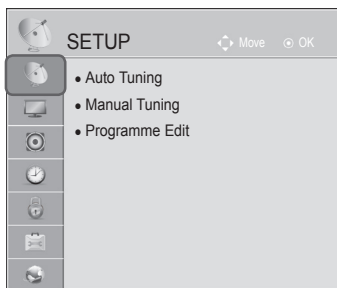 SETUP
Move OK
• Auto Tuning
• Manual Tuning
• Programme Edit